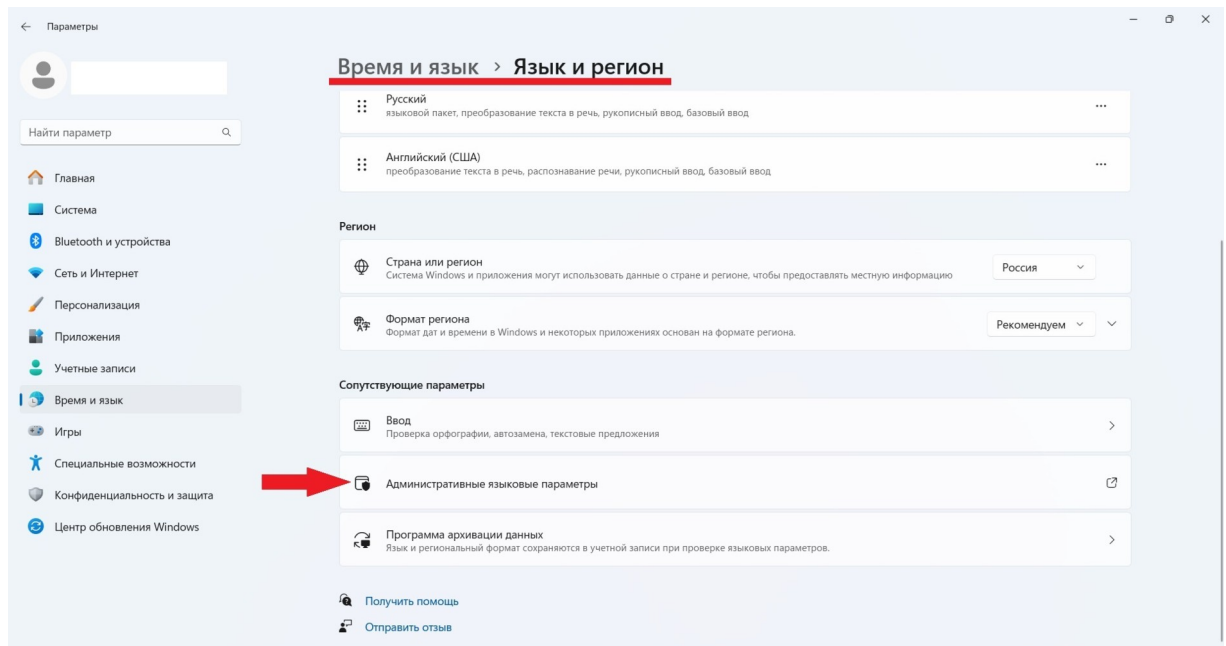 Параметры
Найти параметр
Главная
Система
Bluetooth и устройства
Сеть и Интернет
Персонализация
Приложения
Учетные записи
Время и язык
Игры
Специальные возможности
Конфиденциальность и защита
Центр обновления Windows
Время и язык > Язык и регион
Русский
языковой пакет, преобразование текста в речь, рукописный ввод, базовый ввод
Английский (США)
преобразование текста в речь, распознавание речи, рукописный ввод, базовый ввод
Регион
Страна или регион
Система Windows и приложения могут использовать данные о стране и регионе, чтобы предоставлять местную информацию
Россия
Формат региона
Формат дат и времени в Windows и некоторых приложениях основан на формате региона.
Рекомендуем
Сопутствующие параметры
Ввод
Проверка орфографии, автозамена, текстовые предложения
Административные языковые параметры
Программа архивации данных
Язык и региональный формат сохраняются в учетной записи при проверке языковых параметров.
Получить помощь
Отправить отзыв